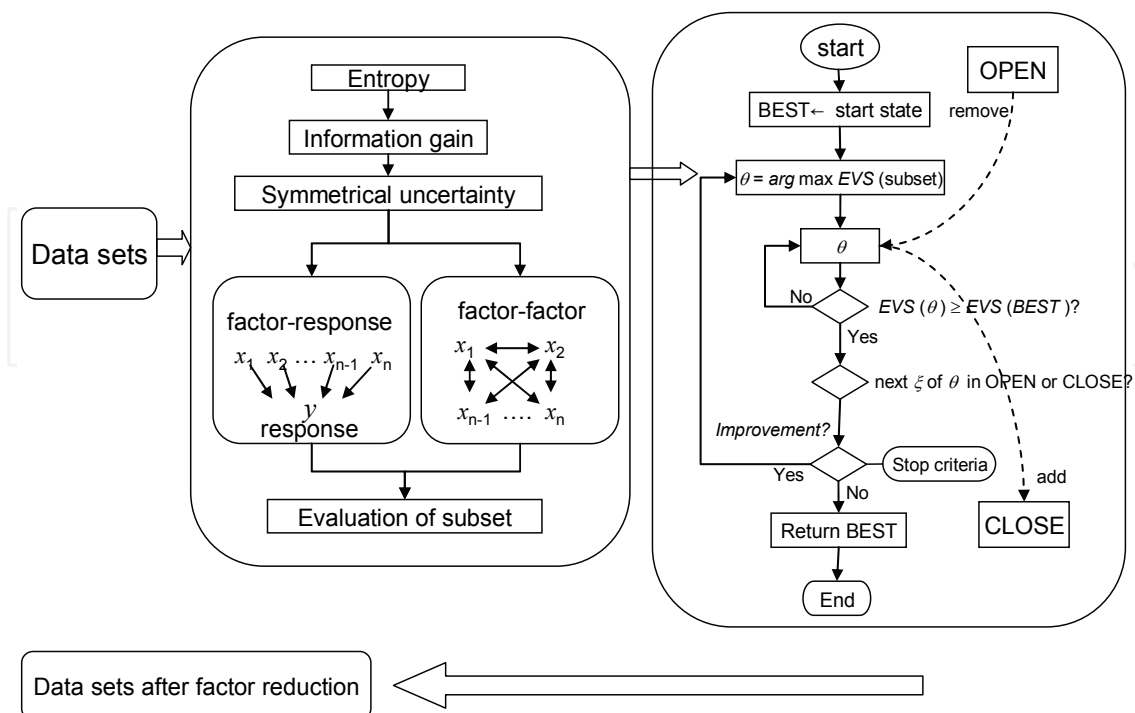 Data sets
Entropy
Information gain
Symmetrical uncertainty
factor-response
x1 x2 … xn-1 xn
y
response
factor-factor
x1 x2
xn-1 …. xn
Evaluation of subset
start
OPEN
BEST← start state
remove
θ = arg max EVS (subset)
θ
No
EVS (θ) ≥ EVS (BEST )?
Yes
next ξ of θ in OPEN or CLOSE?
Improvement?
Yes
Stop criteria
No
add
Return BEST
CLOSE
End
Data sets after factor reduction